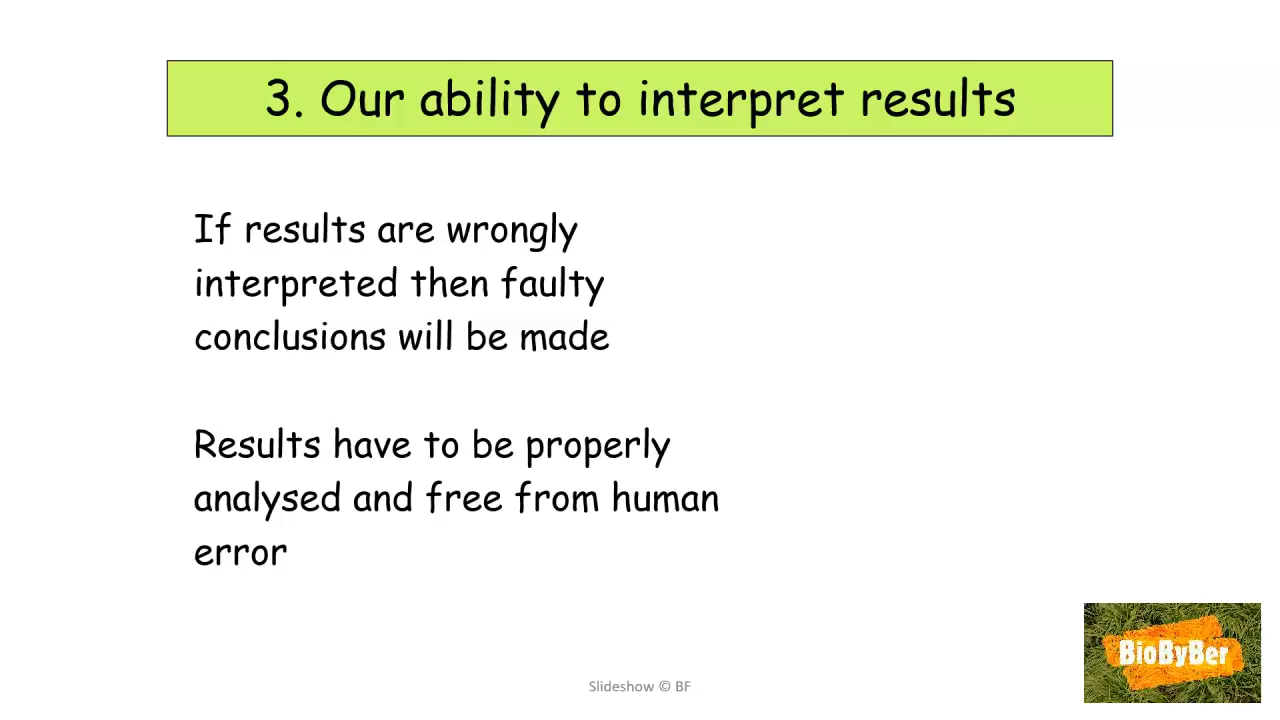 3. Our ability to interpret results
If results are wrongly
interpreted then faulty
conclusions will be made
Results have to be properly
analysed and free from human
error
BioByBer
Slideshow © BF